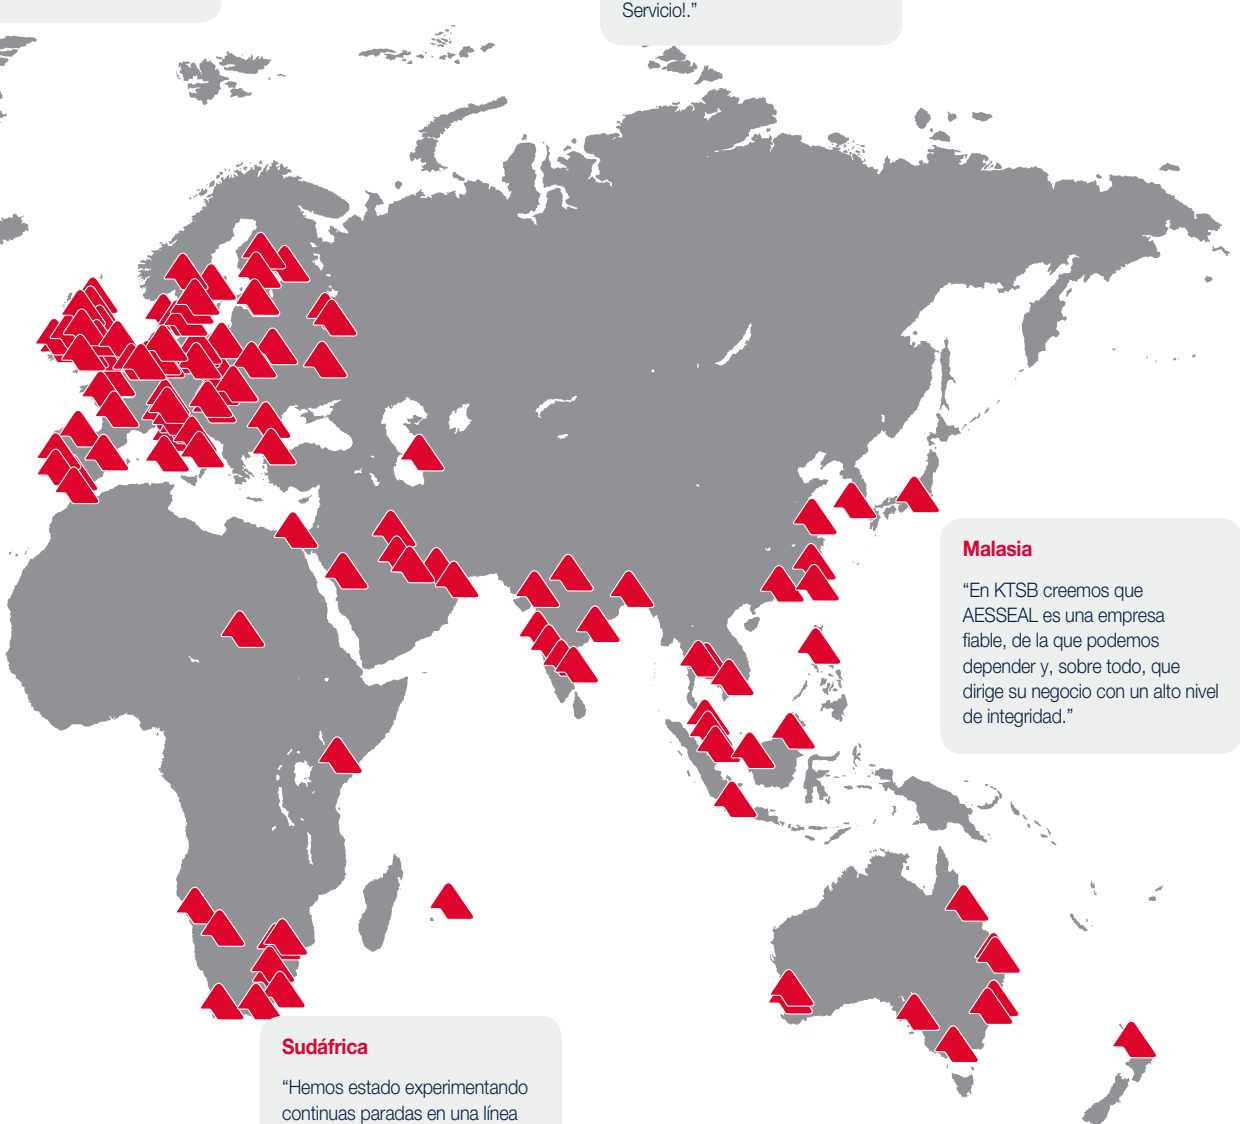 Servicio!.”
Malasia
“En KTSB creemos que
AESSEAL es una empresa
fiable, de la que podemos
depender y, sobre todo, que
dirige su negocio con un alto nivel
de integridad.”
Sudáfrica
“Hemos estado experimentando
continuas paradas en una línea